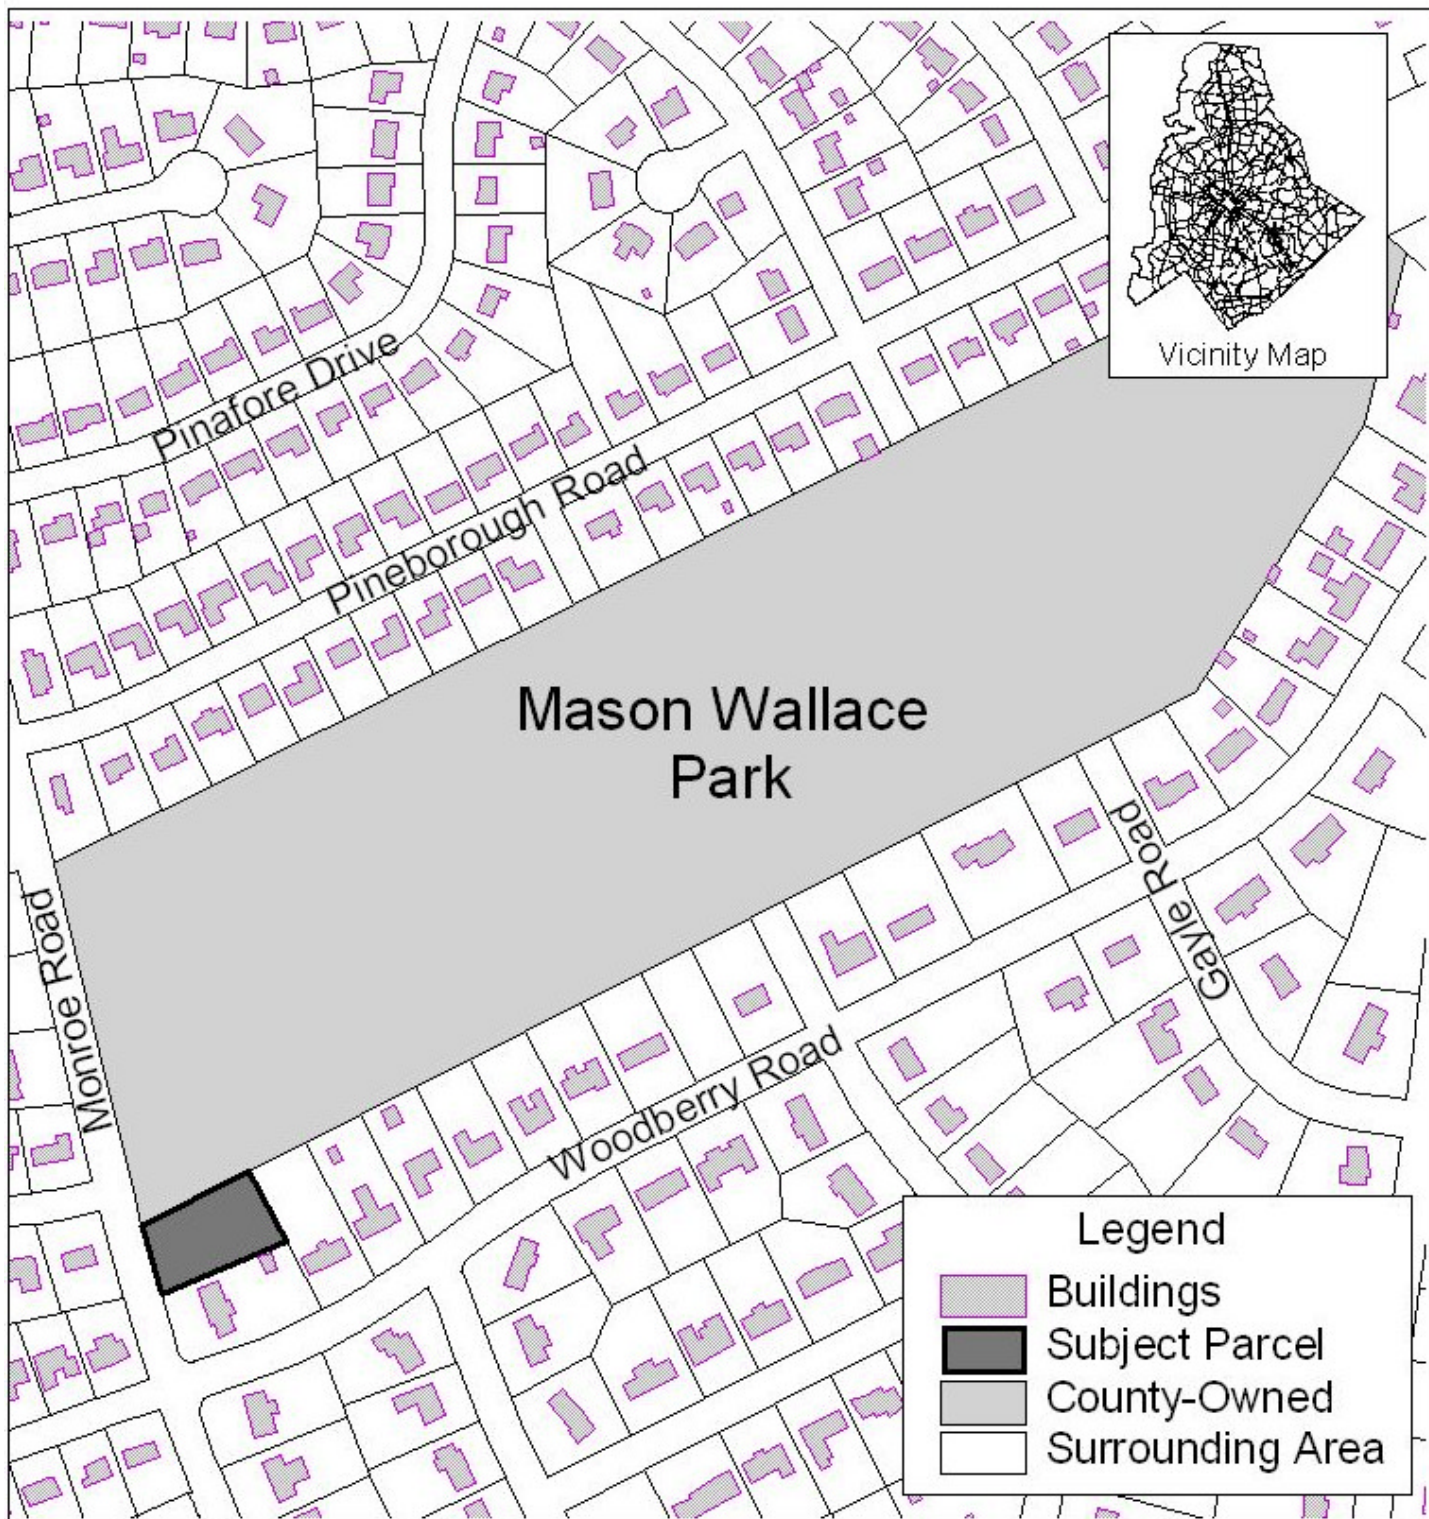 Vicinity Map
Pinafore Drive
Pineborough Road
Mason Wallace
Park
Gayle Road
Monroe Road
Woodberry Road
Legend
Buildings
Subject Parcel
County-Owned
Surrounding Area